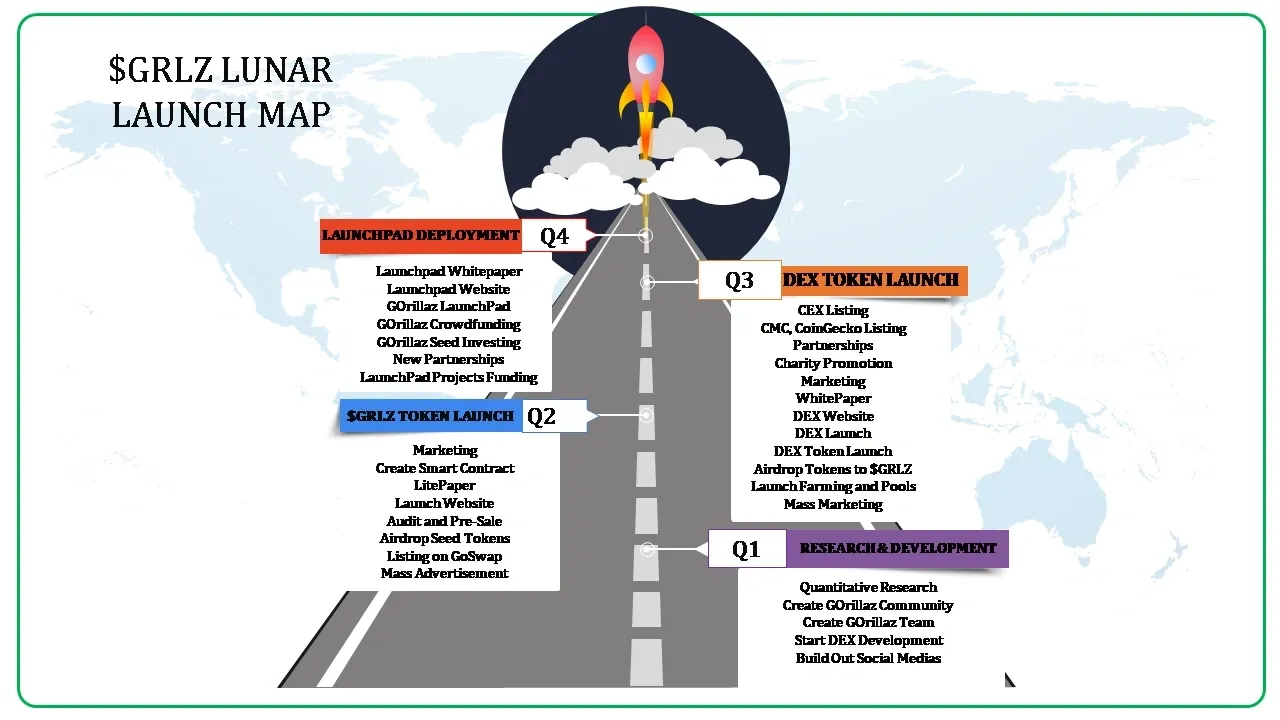 $GRLZ LUNAR
LAUNCH MAP
LAUNCHPAD DEPLOYMENT
Q4
Launchpad Whitepaper
Launchpad Website
GOrillaz LaunchPad
GOrillaz Crowdfunding
GOrillaz Seed Investing
New Partnerships
LaunchPad Projects Funding
Q3
DEX TOKEN LAUNCH
CEX Listing
CMC, CoinGecko Listing
Partnerships
Charity Promotion
Marketing
WhitePaper
DEX Website
DEX Launch
DEX Token Launch
Airdrop Tokens to $GRLZ
Launch Farming and Pools
Mass Marketing
$GRLZ TOKEN LAUNCH
Q2
Marketing
Create Smart Contract
LitePaper
Launch Website
Audit and Pre-Sale
Airdrop Seed Tokens
Listing on GoSwap
Mass Advertisement
Q1
RESEARCH & DEVELOPMENT
Quantitative Research
Create GOrillaz Community
Create GOrillaz Team
Start DEX Development
Build Out Social Medias